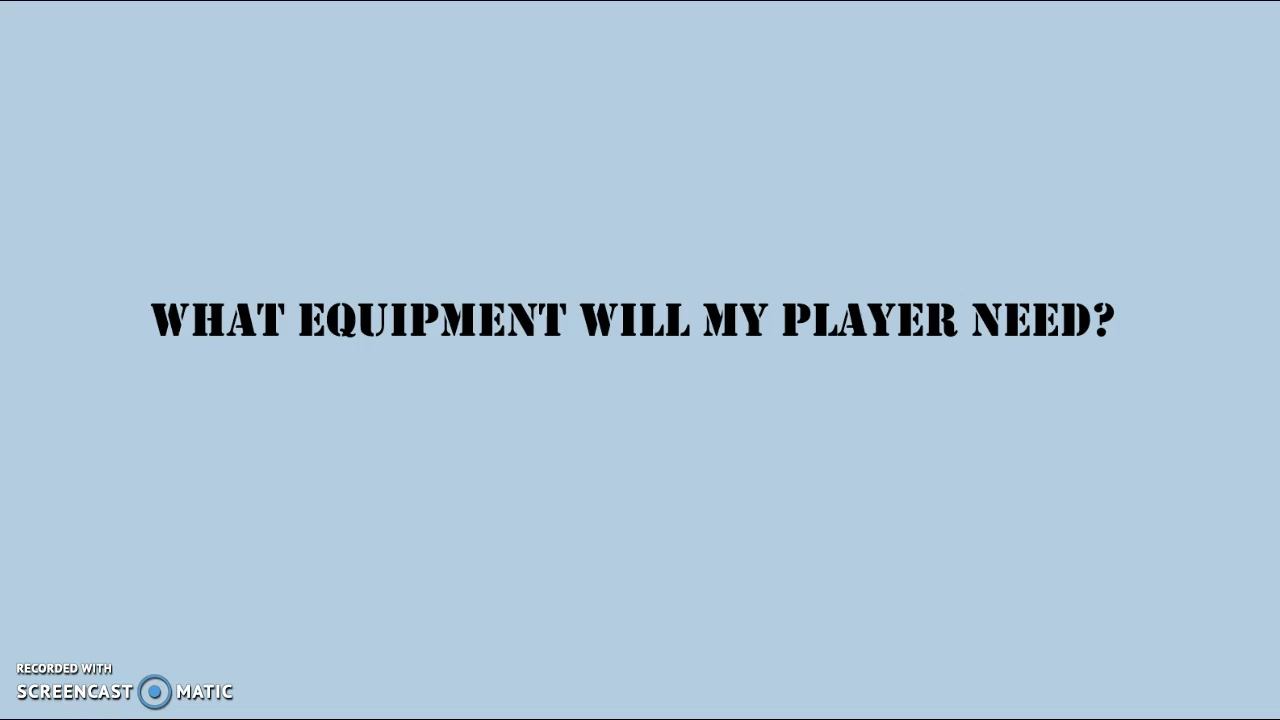 WHAT EQUIPMENT WILL MY PLAYER NEED?
RECORDED WITH
SCREENCAST MATIC